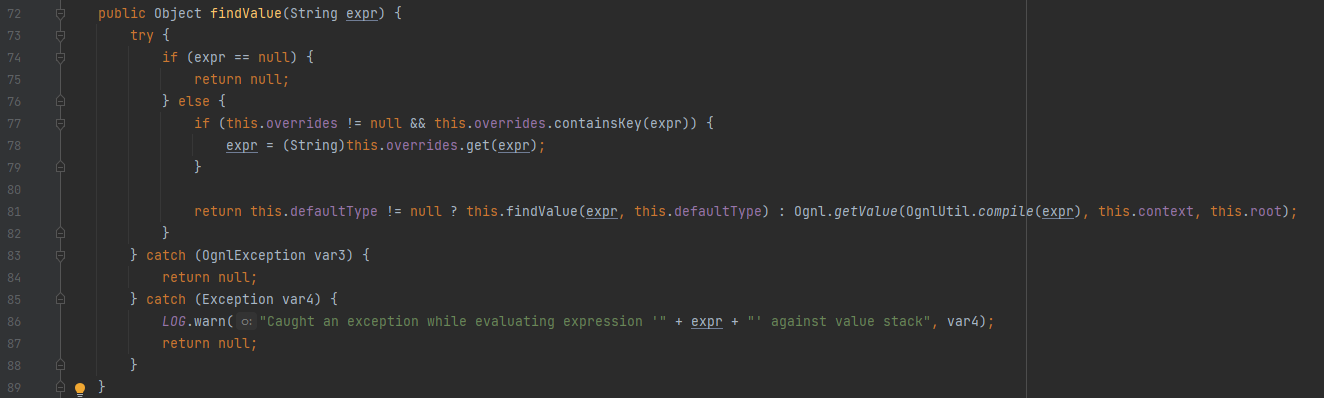 72 public Object findValue(String expr) {
73 try {
74 if (expr == null) {
75 return null;
76 } else {
77 if (this.overrides != null && this.overrides.containsKey(expr)) {
78 expr = (String)this.overrides.get(expr);
79 }
80
81 return this.defaultType != null ? this.findValue(expr, this.defaultType) : Ognl.getValue(OgnlUtil.compile(expr), this.context, this.root);
82 }
83 } catch (OgnlException var3) {
84 return null;
85 } catch (Exception var4) {
86 LOG.warn( o: "Caught an exception while evaluating expression '" + expr + "' against value stack", var4);
87 return null;
88 }
89 }